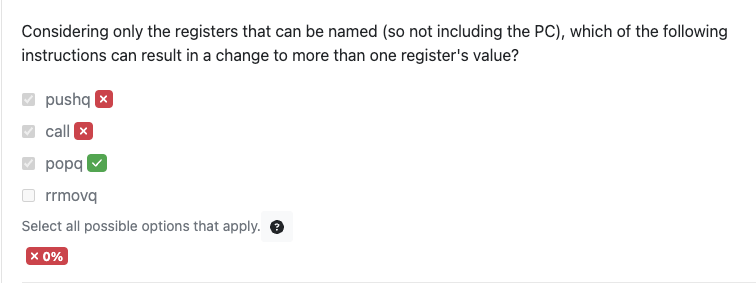 Considering only the registers that can be named (so not including the PC), which of the following
instructions can result in a change to more than one register's value?
pushq
call
popq
rrmovq
Select all possible options that apply. ?
× 0%